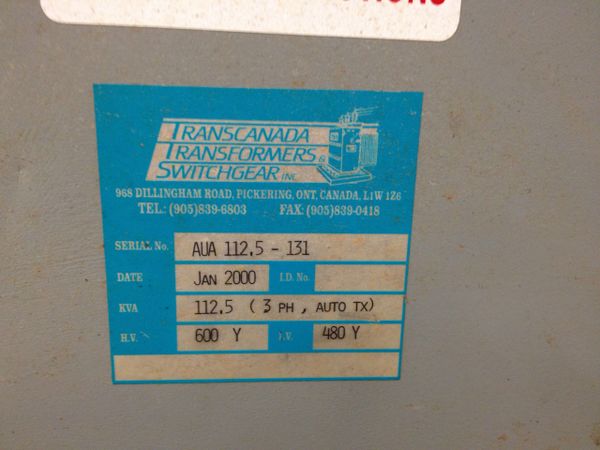 TRANSCANADA
TRANSFORMERS &
SWITCHGEAR INC.
968 DILLINGHAM ROAD, PICKERING, ONT. CANADA, L1W 1Z6
TEL: (905)839-6803 FAX: (905)839-0418
SERIAL No. AUA 112.5 - 131
DATE JAN 2000 I.D. No.
KVA 112.5 ( 3 PH , AUTO TX)
H.V. 600 Y 480 Y